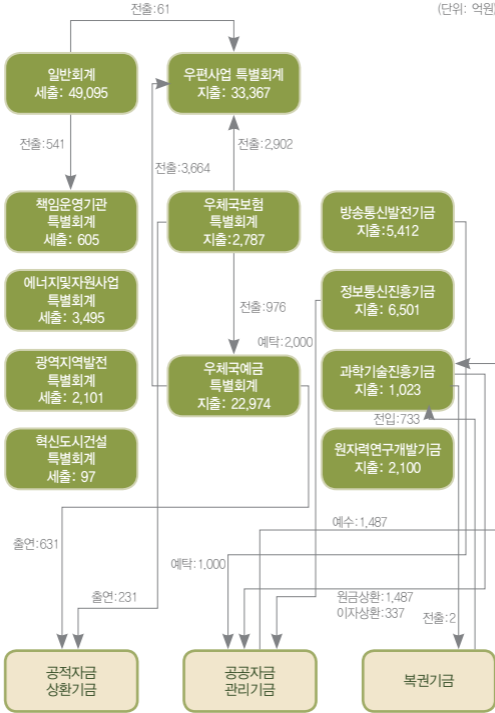 전출:61
(단위: 억원)
일반회계
세출: 49,095
우편사업 특별회계
지출: 33,367
전출:541
전출:2,902
전출:3,664
책임운영기관
특별회계
세출: 605
우체국보험
특별회계
지출:2,787
방송통신발전기금
지출:5,412
에너지및자원사업
특별회계
세출: 3,495
정보통신진흥기금
지출: 6,501
전출:976
예탁:2,000
광역지역발전
특별회계
세출: 2,101
우체국예금
특별회계
지출: 22,974
과학기술진흥기금
지출: 1,023
전입:733
혁신도시건설
특별회계
세출: 97
원자력연구개발기금
지출: 2,100
예수:1,487
출연:631
예탁:1,000
출연:231
원금상환:1,487
이자상환:337
전출:2
공적자금
상환기금
공공자금
관리기금
복권기금